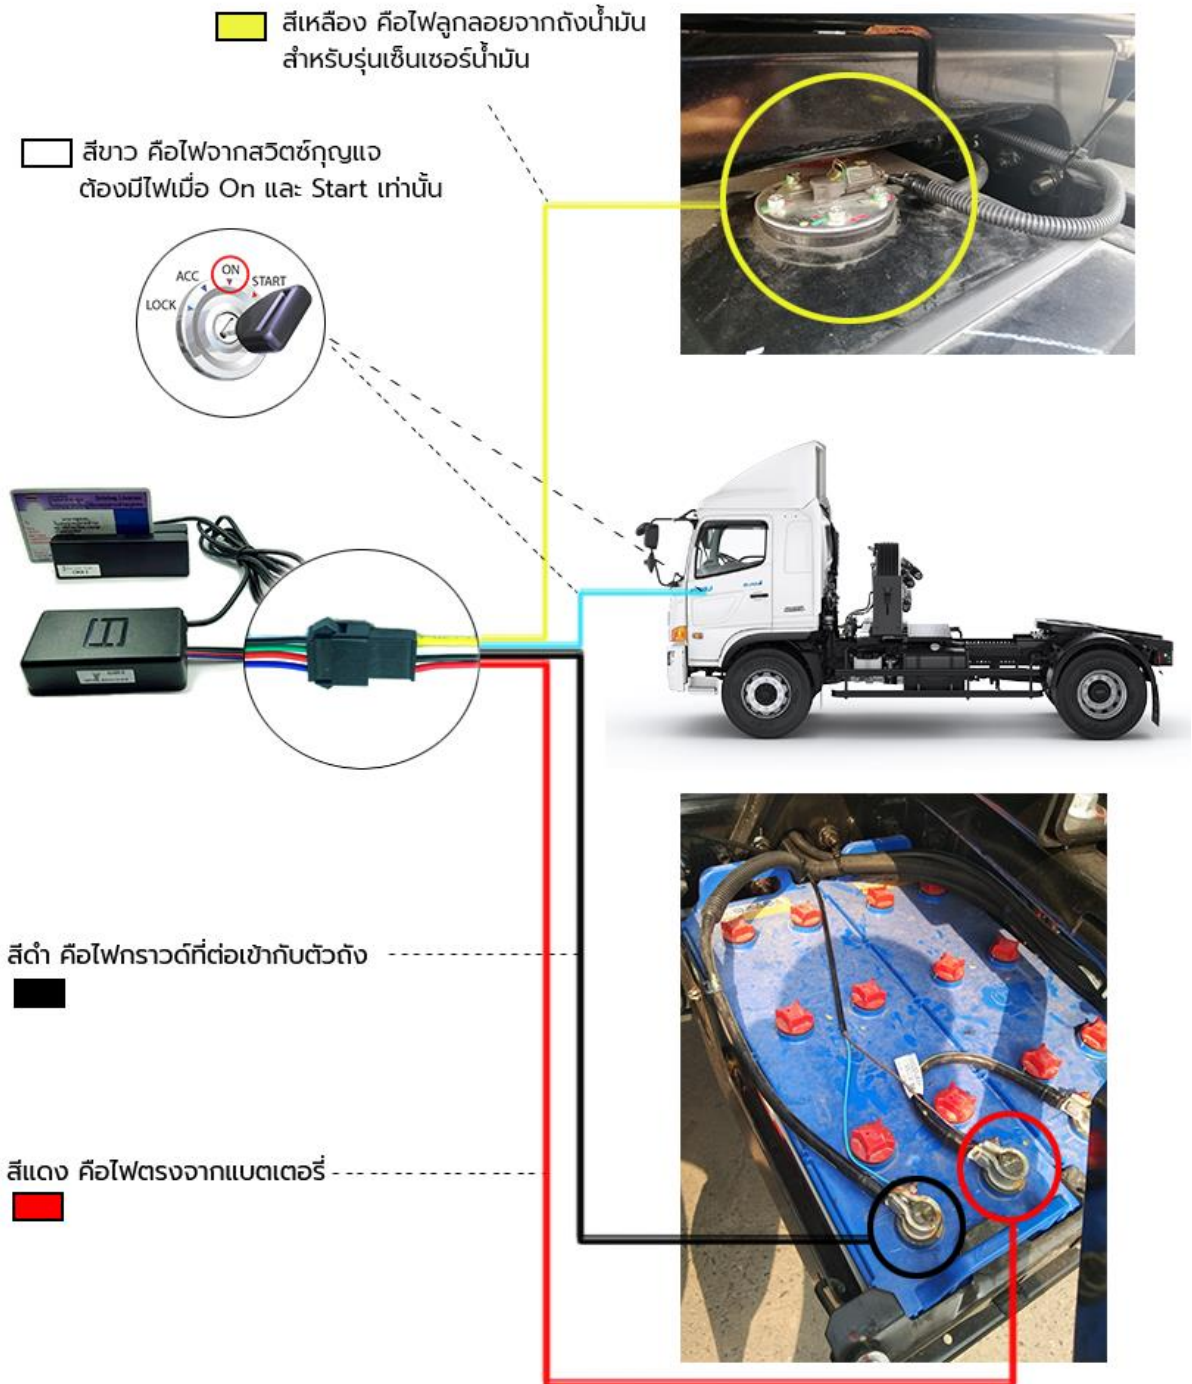 สีเหลือง คือไฟลูกลอยจากถังน้ำมัน
สำหรับรุ่นเซ็นเซอร์น้ำมัน
สีขาว คือไฟจากสวิตซ์กุญแจ
ต้องมีไฟเมื่อ On และ Start เท่านั้น
LOCK
ACC
ON
START
Driving License
สีดำ คือไฟกราวด์ที่ต่อเข้ากับตัวถัง
สีแดง คือไฟตรงจากแบตเตอรี่